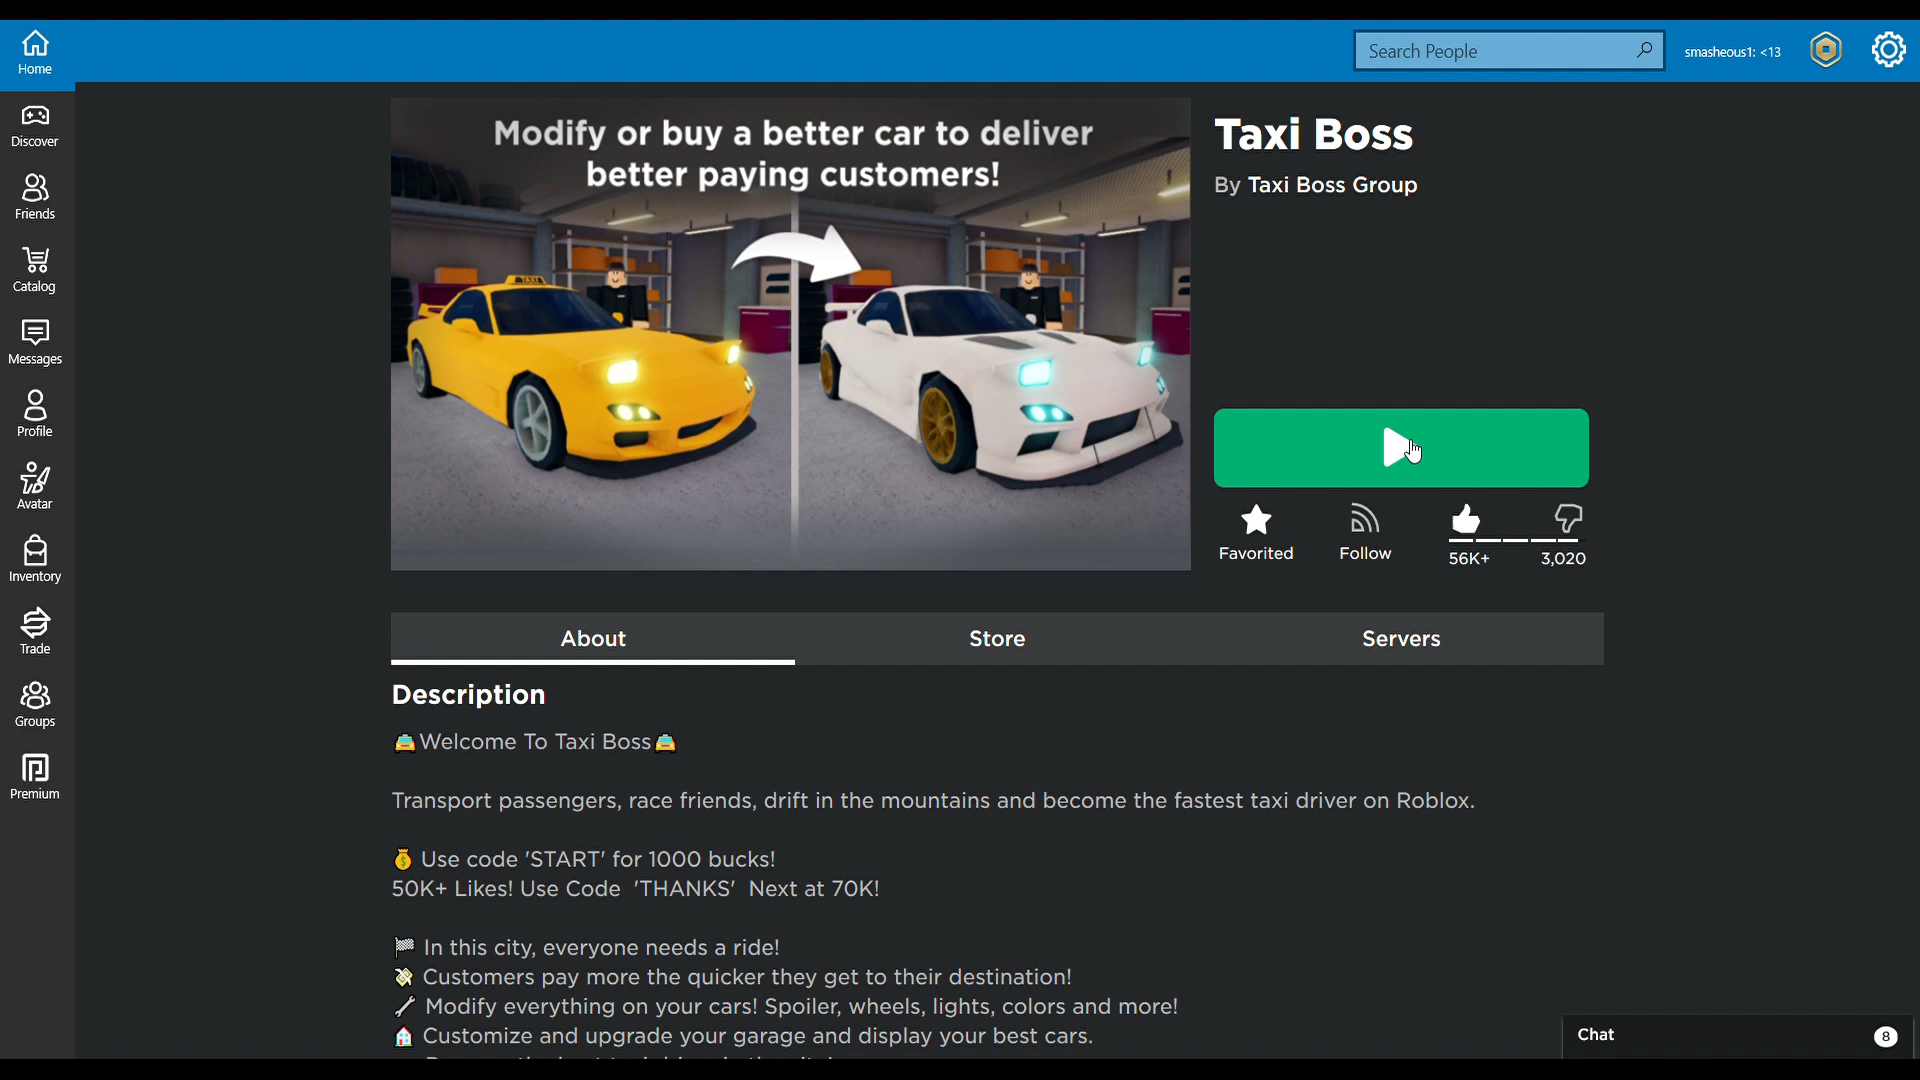 Home
Search People
smasheous1: <13
Discover
Friends
Catalog
Messages
Profile
Avatar
Inventory
Trade
Groups
Premium
Modify or buy a better car to deliver
better paying customers!
TAXI
Taxi Boss
By Taxi Boss Group
Favorited
Follow
56K+
3,020
About
Store
Servers
Description
🚖Welcome To Taxi Boss🚖
Transport passengers, race friends, drift in the mountains and become the fastest taxi driver on Roblox.
💰 Use code 'START' for 1000 bucks!
50K+ Likes! Use Code 'THANKS' Next at 70K!
🏁 In this city, everyone needs a ride!
💸 Customers pay more the quicker they get to their destination!
🔧 Modify everything on your cars! Spoiler, wheels, lights, colors and more!
🏠 Customize and upgrade your garage and display your best cars.
Chat
8